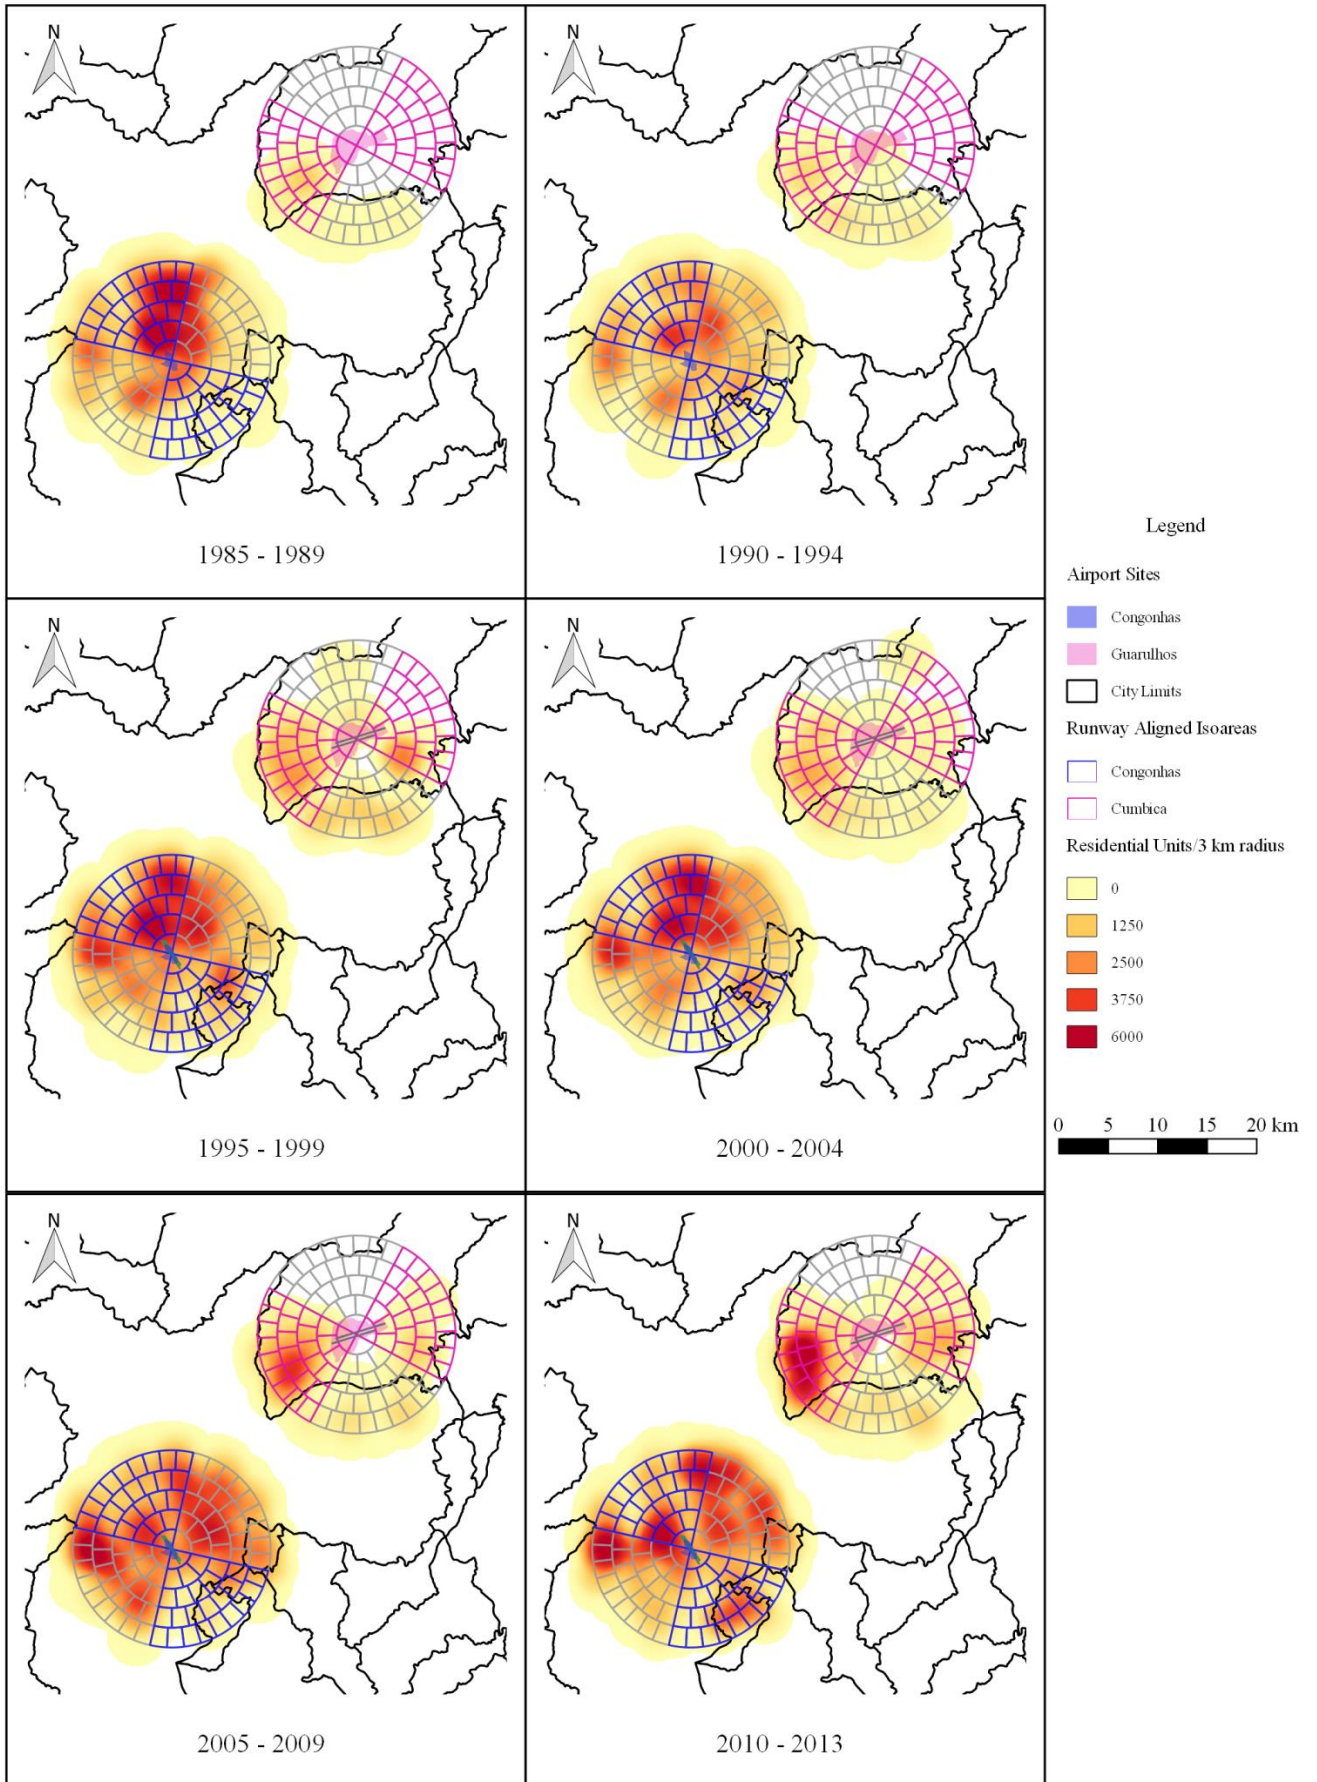 N
N
1985 - 1989
1990 - 1994
N
N
1995 - 1999
2000 - 2004
N
N
2005 - 2009
2010 - 2013
Legend
Airport Sites
Congonhas
Guarulhos
City Limits
Runway Aligned Isoareas
Congonhas
Cumbica
Residential Units/3 km radius
0
1250
2500
3750
6000
0 5 10 15 20 km